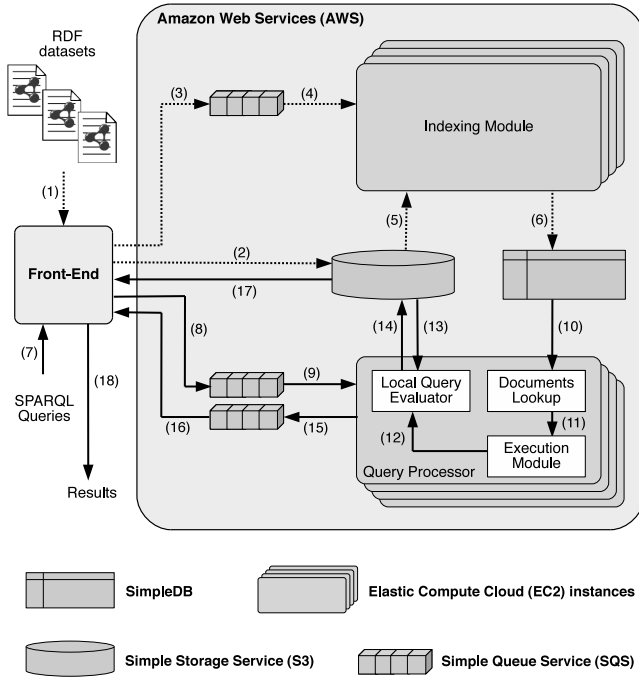 Amazon Web Services (AWS)
RDF
datasets
(3)
(4)
Indexing Module
(1)
(5)
(6)
(2)
Front-End
(17)
(8)
(14)
(13)
(10)
(7)
(18)
(9)
Local Query
Evaluator
Documents
Lookup
SPARQL
Queries
(16)
(15)
(12)
(11)
Execution
Module
Query Processor
Results
SimpleDB
Elastic Compute Cloud (EC2) instances
Simple Storage Service (S3)
Simple Queue Service (SQS)